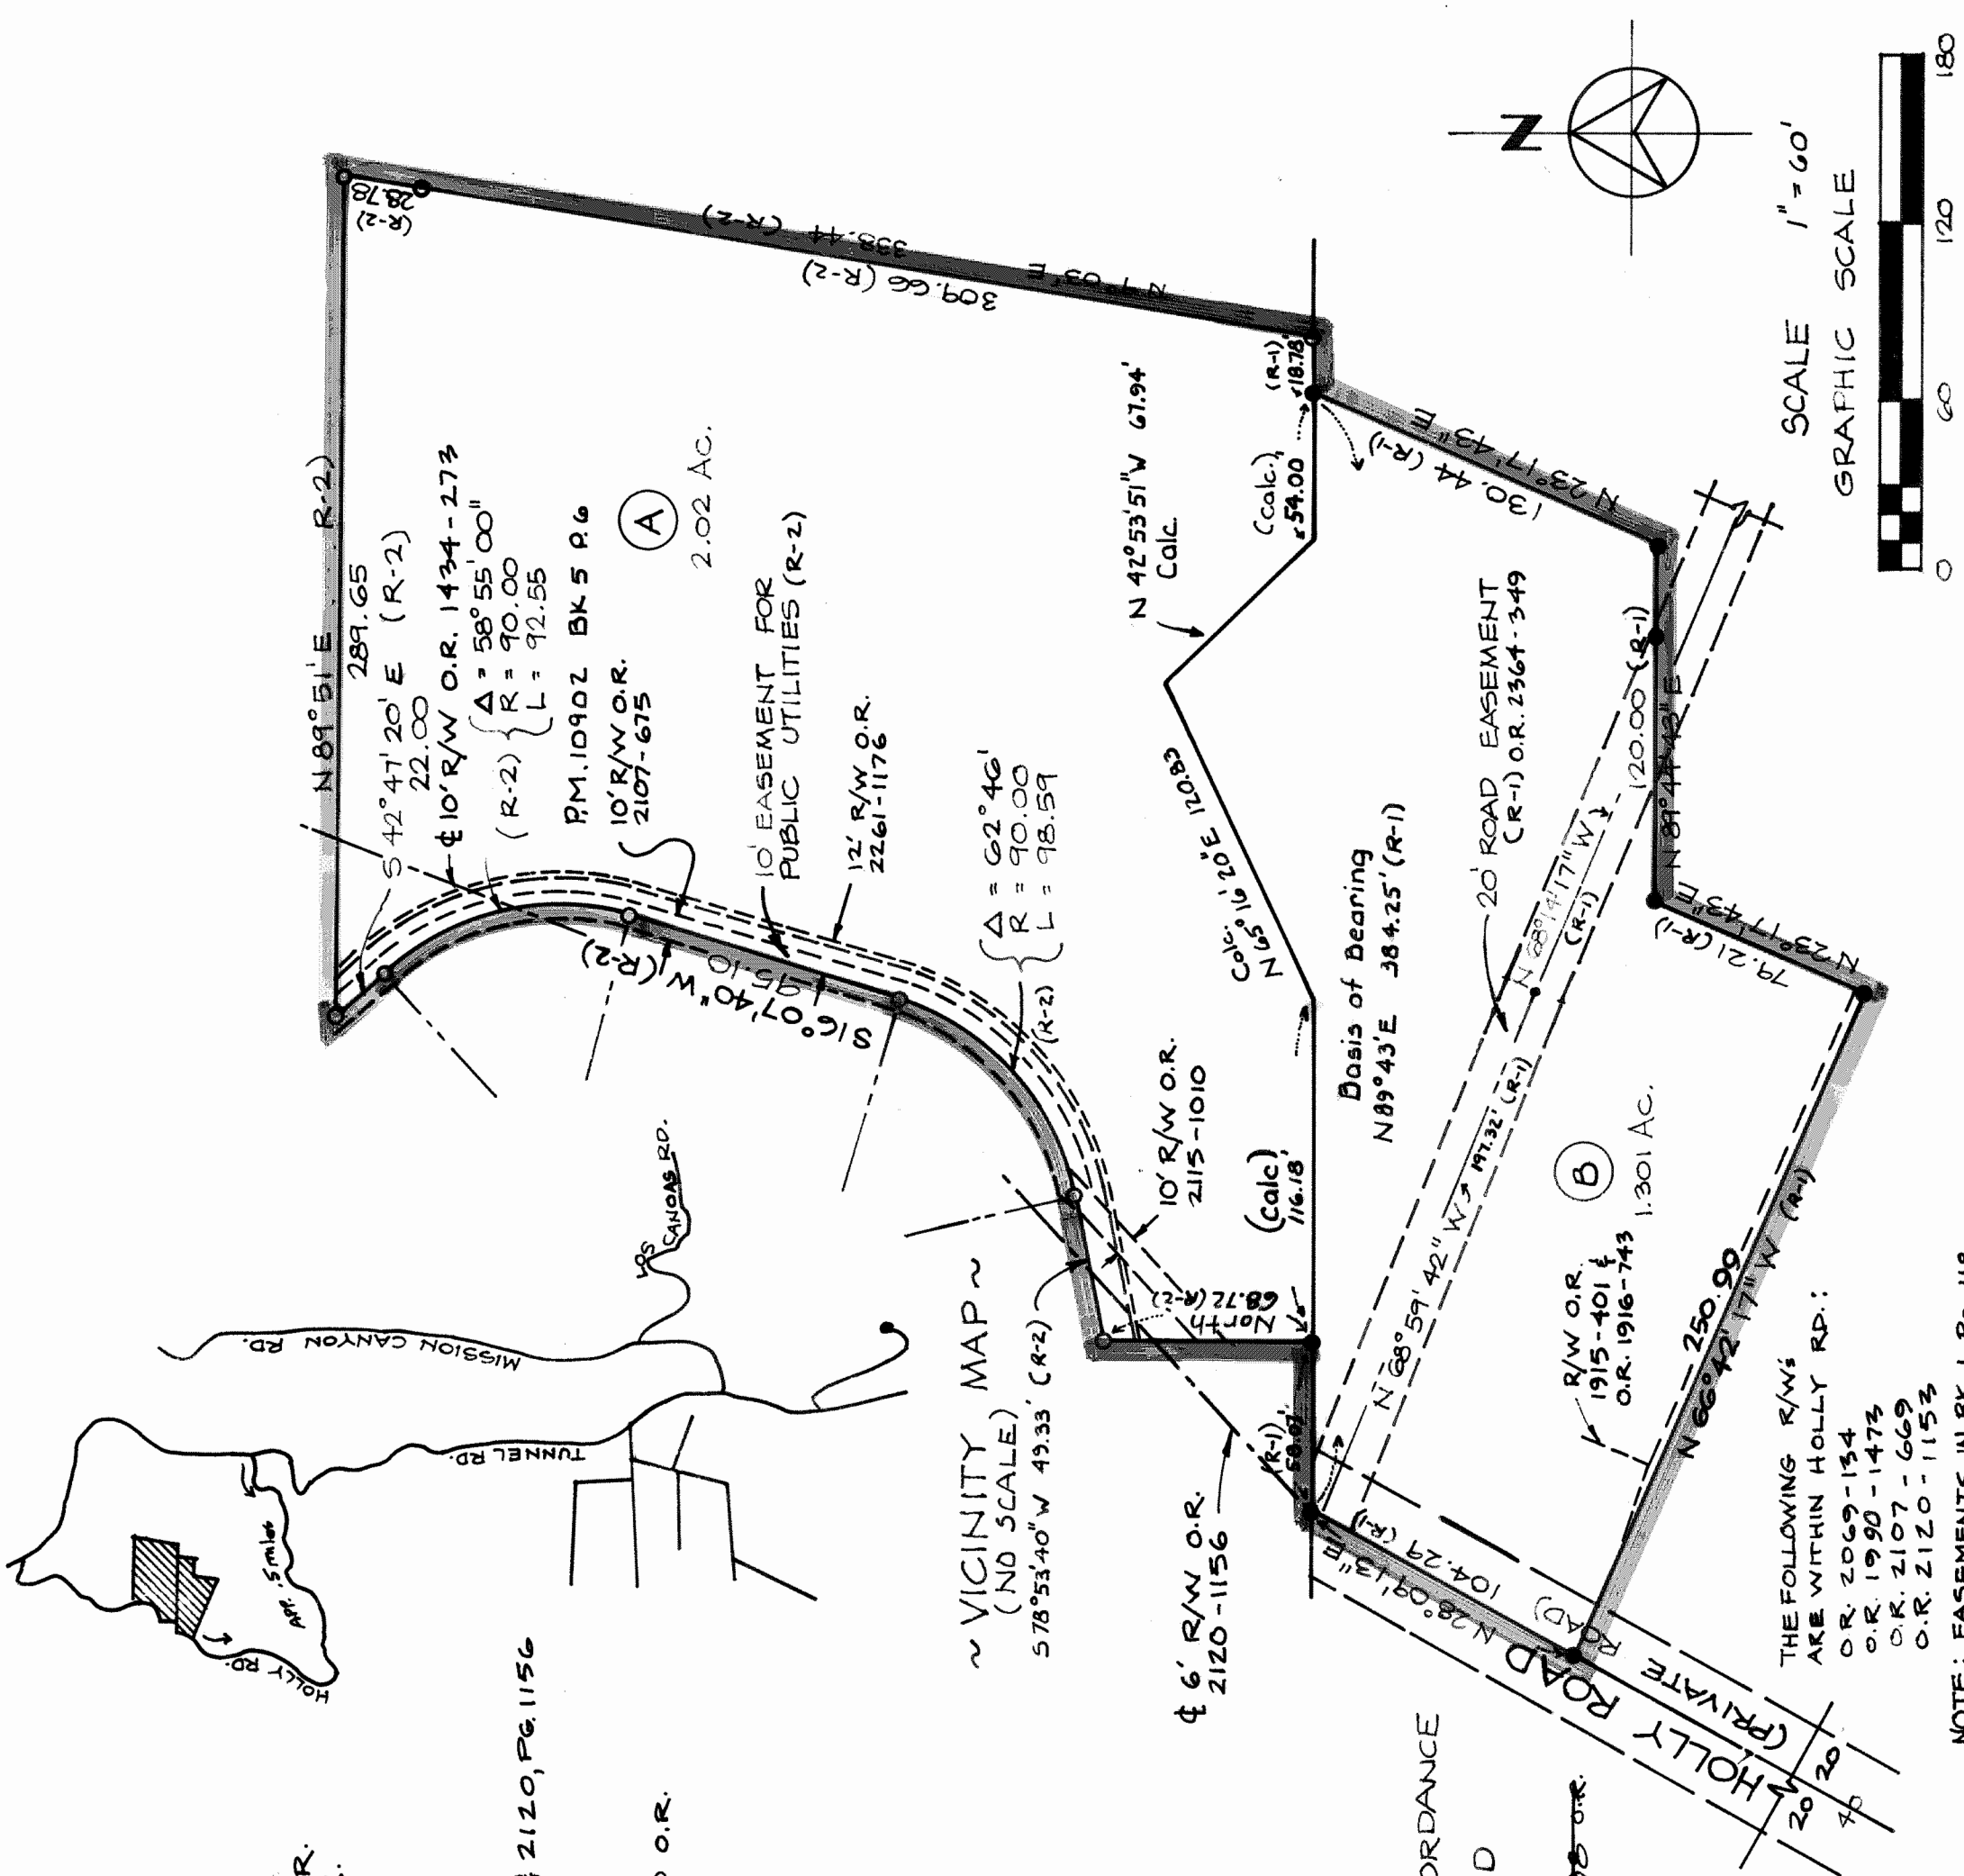 N89°51'E R-2)
289.65
S 42°47'20' E (R-2)
22.00
₵ 10' R/W O.R. 1434-273
(R-2) { Δ = 58°55'00"
R = 90.00
L = 92.55
P.M. 10902 BK 5 P. 6
10' R/W O.R.
2107-675
A
2.02 AC.
28.78
(R-2)
338.44 (R-2)
309.66 (R-2)
N 9°03' E
10' EASEMENT FOR
PUBLIC UTILITIES (R-2)
12' R/W O.R.
2261-1176
(R-2) { Δ = 62°46'
R = 90.00
L = 98.59
S16°07'40" W (R-2)
95.10
10' R/W O.R.
2115-1010
N 42°53'51"W 67.94'
Calc.
(calc.)
54.00
(R-1)
18.78'
Calc.
N 65°16'20"E 120.83
(calc)
116.18'
Basis of Bearing
N89°43'E 384.25' (R-1)
20' ROAD EASEMENT
(R-1) O.R. 2364-349
N 68°14'17" W
(R-1)
N 68°59'42" W 197.32' (R-1)
B
1.301 AC.
R/W O.R.
1915-401 &
O.R. 1916-743
N 23°17'43" E
130.44 (R-1)
120.00 (R-1)
N 89°44'43" E
N 23°17'43" E
79.21 (R-1)
250.99
N 66°42'17" W (R-1)
North
68.72 (R-2)
(R-1)
58.07'
N 28°09'13" E
104.29 (R-1)
HOLLY ROAD
(PRIVATE ROAD)
20 20
40
₵ 6' R/W O.R.
2120-1156
~ VICINITY MAP ~
(NO SCALE)
S78°53'40"W 49.33' (R-2)
MISSION CANYON RD.
LOS CANOAS RD.
TUNNEL RD.
APP. .5 miles
HOLLY RD.
N
SCALE 1" = 60'
GRAPHIC SCALE
0 60 120 180
THE FOLLOWING R/W's
ARE WITHIN HOLLY RD.:
O.R. 2069-134
O.R. 1990-1473
O.R. 2107-669
O.R. 2120-1153
NOTE: EASEMENTS IN BK
2120, PG. 1156
O.R.
ORDANCE
D
O.R.
R.